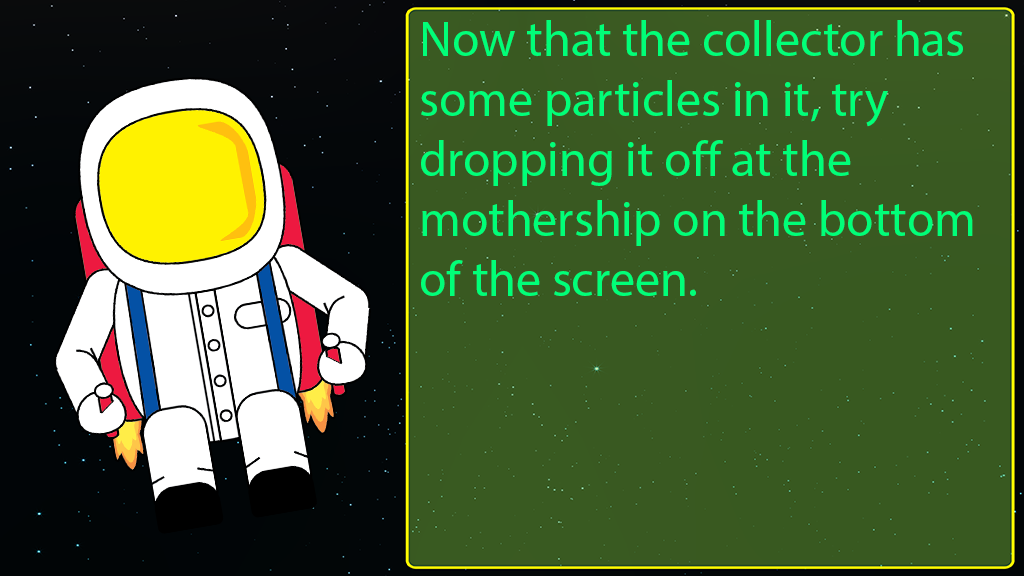 Now that the collector has
some particles in it, try
dropping it off at the
mothership on the bottom
of the screen.